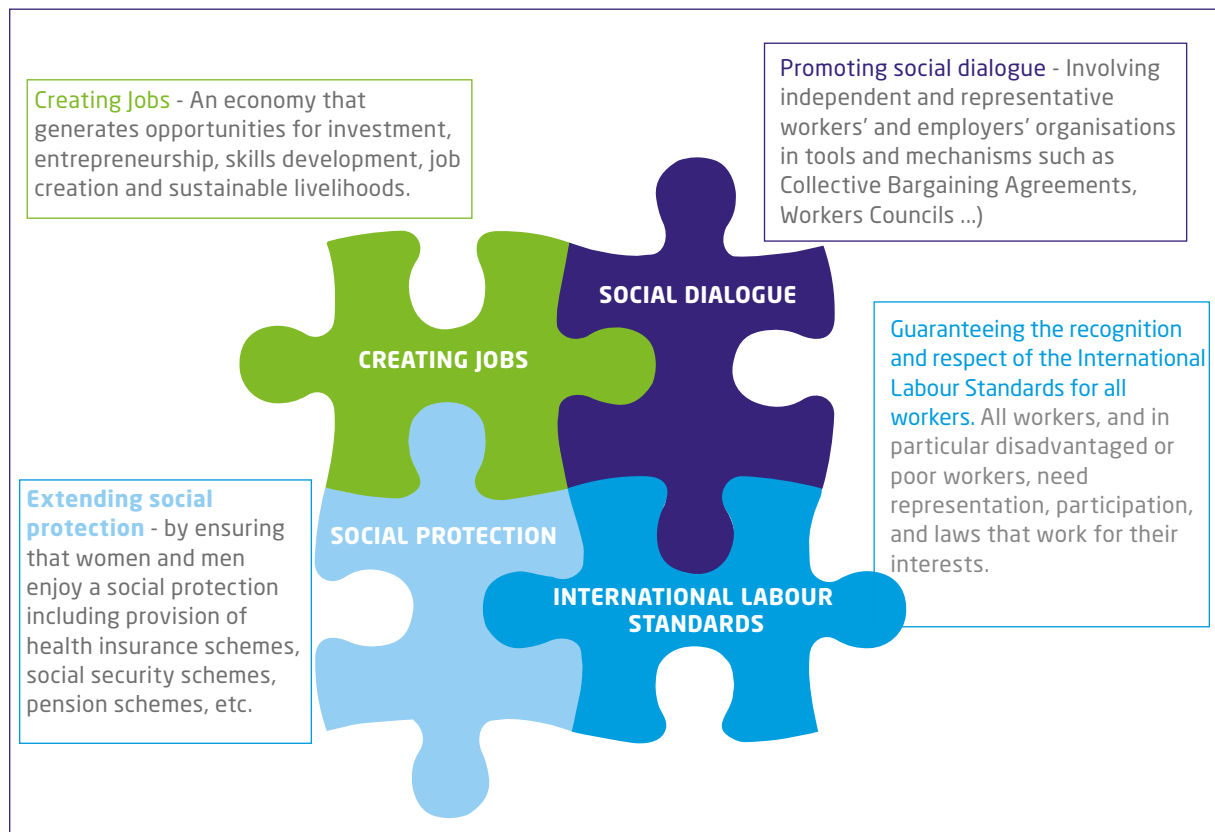 Creating Jobs - An economy that
generates opportunities for investment,
entrepreneurship, skills development, job
creation and sustainable livelihoods.
Promoting social dialogue - Involving
independent and representative
workers' and employers' organisations
in tools and mechanisms such as
Collective Bargaining Agreements,
Workers Councils ...)
SOCIAL DIALOGUE
CREATING JOBS
Guaranteeing the recognition
and respect of the International
Labour Standards for all
workers. All workers, and in
particular disadvantaged or
poor workers, need
representation, participation,
and laws that work for their
interests.
Extending social
protection - by ensuring
that women and men
enjoy a social protection
including provision of
health insurance schemes,
social security schemes,
pension schemes, etc.
SOCIAL PROTECTION
INTERNATIONAL LABOUR
STANDARDS